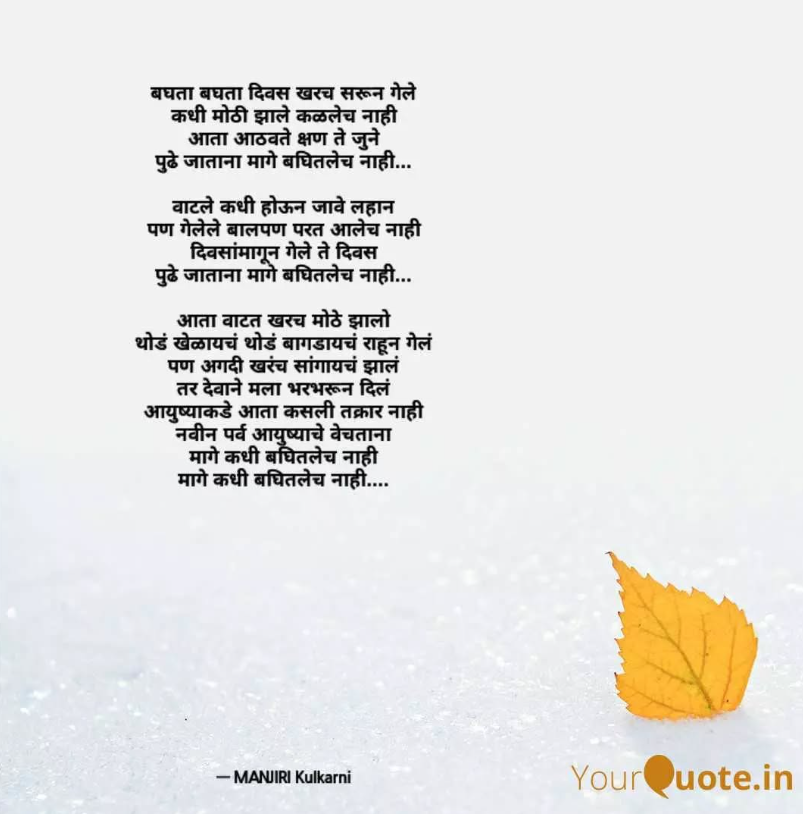 बघता बघता दिवस खरच सरून गेले
कधी मोठी झाले कळलेच नाही
आता आठवते क्षण ते जुने
पुढे जाताना मागे बघितलेच नाही...
वाटले कधी होऊन जावे लहान
पण गेलेले बालपण परत आलेच नाही
दिवसांमागून गेले ते दिवस
पुढे जाताना मागे बघितलेच नाही...
आता वाटत खरच मोठे झालो
थोडं खेळायचं थोडं बागडायचं राहून गेलं
पण अगदी खरंच सांगायचं झालं
तर देवाने मला भरभरून दिलं
आयुष्याकडे आता कसली तक्रार नाही
नवीन पर्व आयुष्याचे वेचताना
मागे कधी बघितलेच नाही
मागे कधी बघितलेच नाही....
— MANJIRI Kulkarni
YourQuote.in